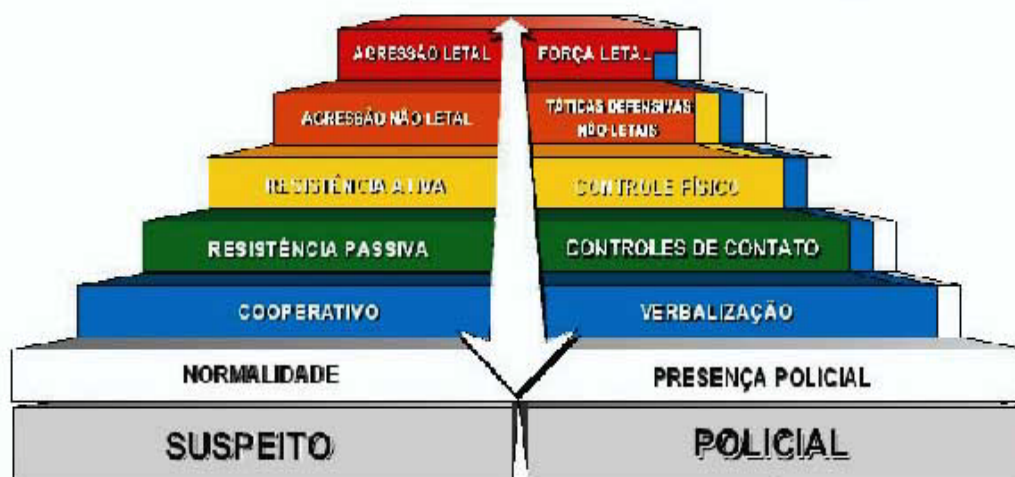 AGRESSÃO LETAL FORÇA LETAL
AGRESSÃO NÃO LETAL TÁTICAS DEFENSIVAS
NÃO LETAIS
RESISTÊNCIA ATIVA CONTROLE FÍSICO
RESISTÊNCIA PASSIVA CONTROLES DE CONTATO
COOPERATIVO VERBALIZAÇÃO
NORMALIDADE PRESENÇA POLICIAL
SUSPEITO POLICIAL